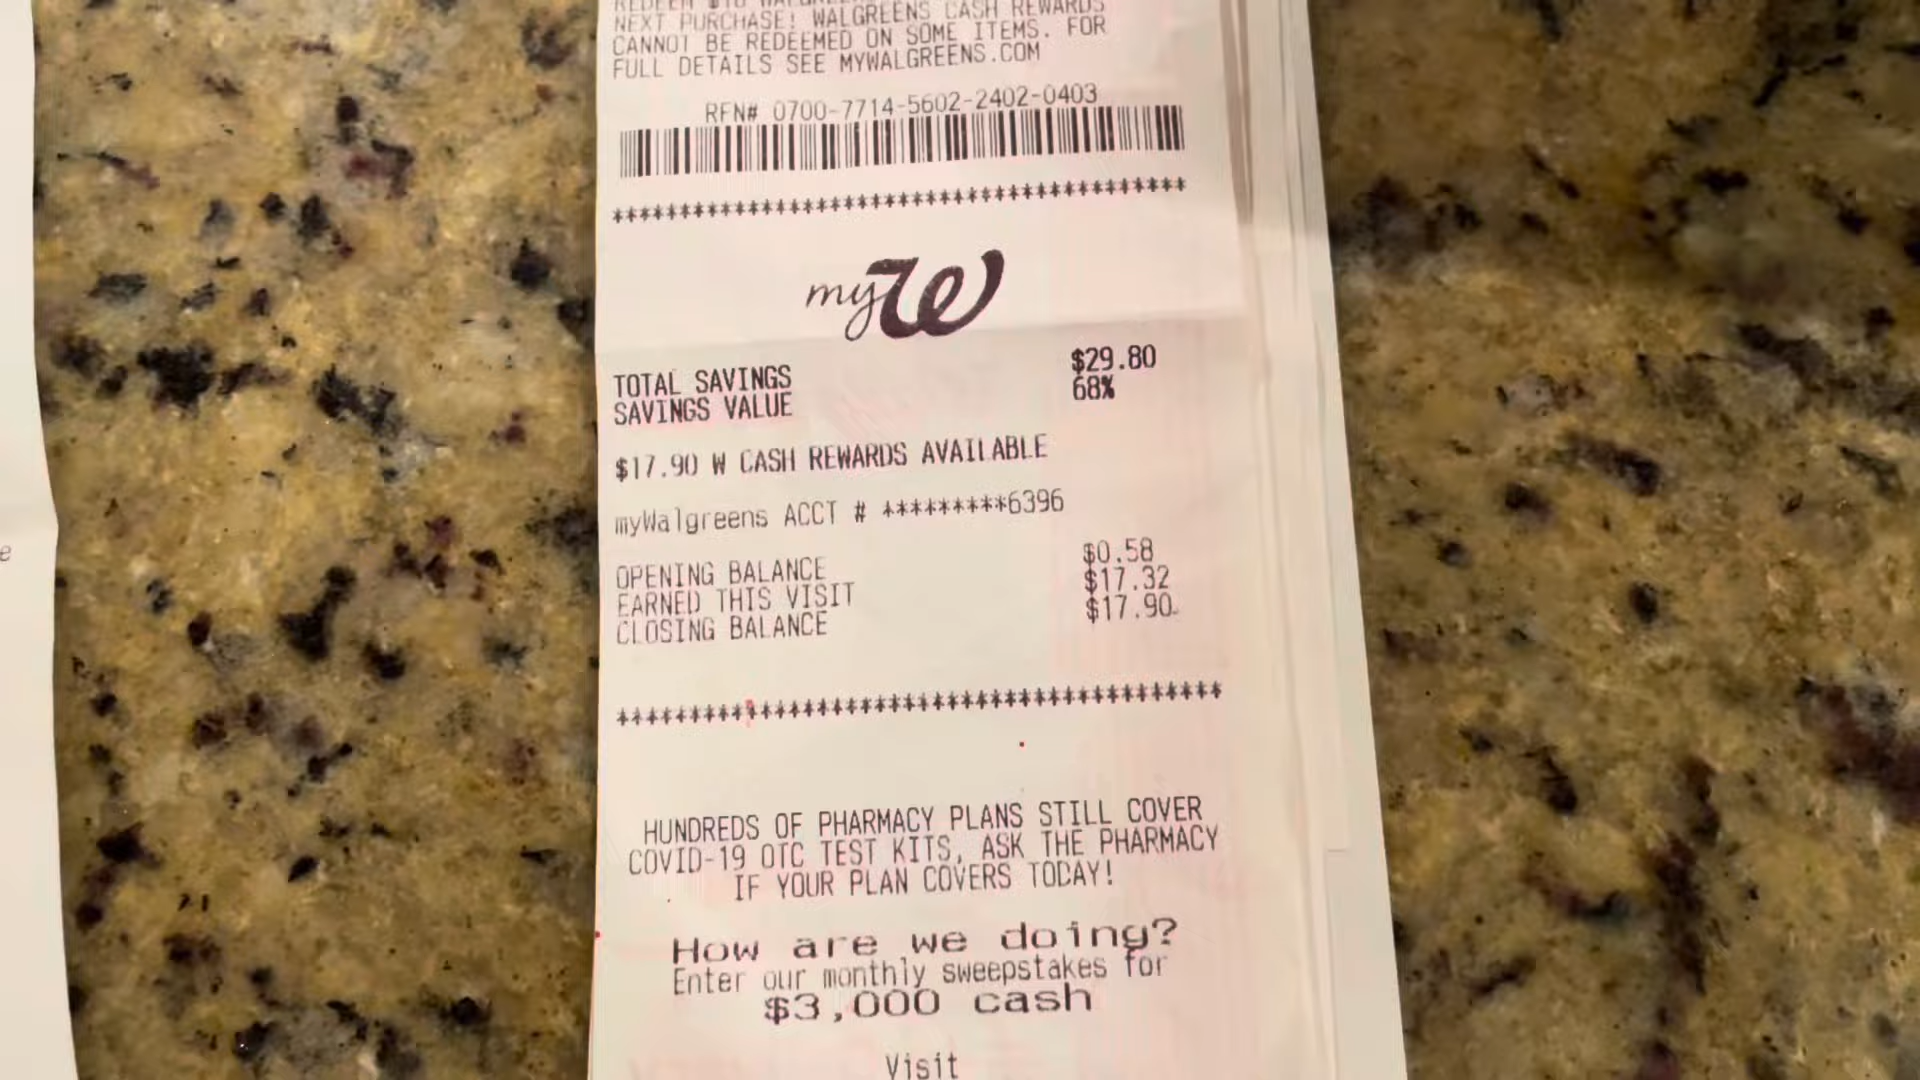 REDEEM $10 WALGREENS
NEXT PURCHASE! WALGREENS CASH REWARDS
CANNOT BE REDEEMED ON SOME ITEMS. FOR
FULL DETAILS SEE MYWALGREENS.COM
RFN# 0700-7714-5602-2402-0403
****************************************
myW
TOTAL SAVINGS $29.80
SAVINGS VALUE 68%
$17.90 W CASH REWARDS AVAILABLE
myWalgreens ACCT # *********6396
OPENING BALANCE $0.58
EARNED THIS VISIT $17.32
CLOSING BALANCE $17.90
****************************************
HUNDREDS OF PHARMACY PLANS STILL COVER
COVID-19 OTC TEST KITS, ASK THE PHARMACY
IF YOUR PLAN COVERS TODAY!
How are we doing?
Enter our monthly sweepstakes for
$3,000 cash
Visit
e